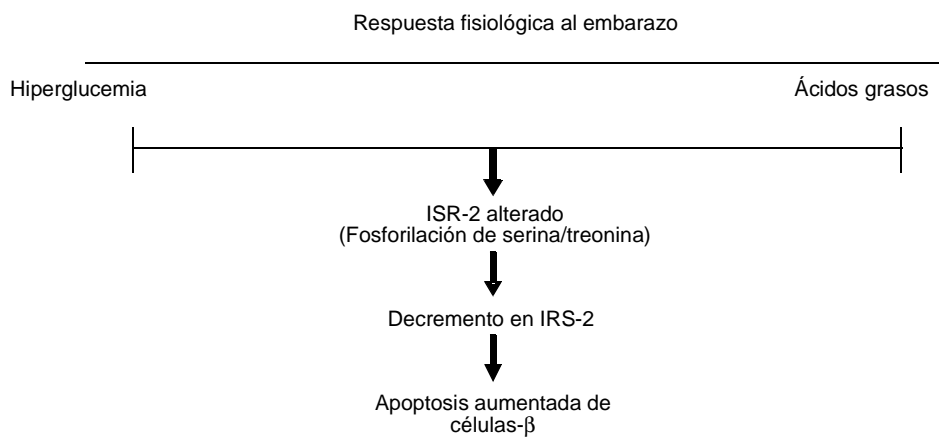 Respuesta fisiológica al embarazo
Hiperglucemia
Ácidos grasos
ISR-2 alterado
(Fosforilación de serina/treonina)
Decremento en IRS-2
Apoptosis aumentada de
células-β